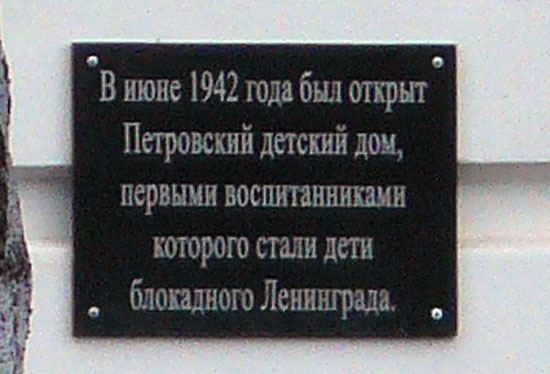 В июне 1942 года был открыт
Петровский детский дом,
первыми воспитанниками
которого стали дети
блокадного Ленинграда.